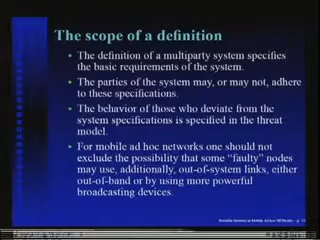 The scope of a definition
The definition of a multiparty system specifies
the basic requirements of the system.
The parties of the system may, or may not, adhere
to these specifications.
The behavior of those who deviate from the
system specifications is specified in the threat
model.
For mobile ad hoc networks one should not
exclude the possibility that some “faulty” nodes
may use, additionally, out-of-system links, either
out-of-band or by using more powerful
broadcasting devices.